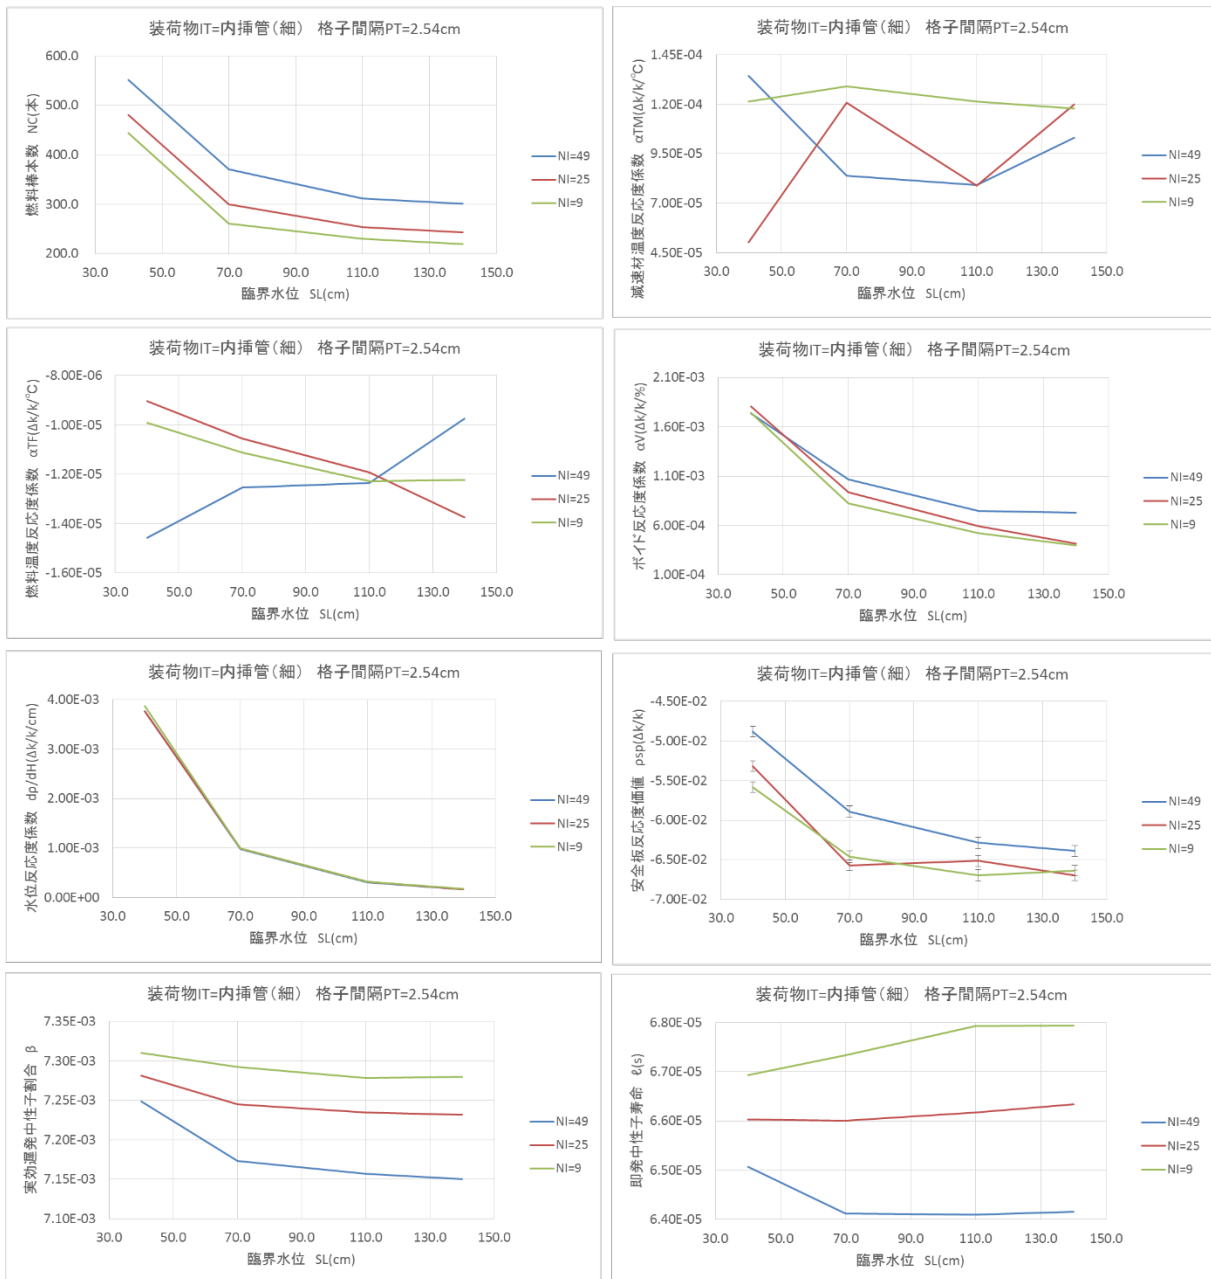 装荷物IT=内挿管(細) 格子間隔PT=2.54cm
燃料棒本数 NC(本)
600.0
500.0
400.0
300.0
200.0
30.0 50.0 70.0 90.0 110.0 130.0 150.0
臨界水位 SL(cm)
NI=49
NI=25
NI=9
装荷物IT=内挿管(細) 格子間隔PT=2.54cm
減速材温度反応度係数 αTM(Δk/k/℃)
1.45E-04
1.20E-04
9.50E-05
7.00E-05
4.50E-05
30.0 50.0 70.0 90.0 110.0 130.0 150.0
臨界水位 SL(cm)
NI=49
NI=25
NI=9
装荷物IT=内挿管(細) 格子間隔PT=2.54cm
燃料温度反応度係数 αTF(Δk/k/℃)
-8.00E-06
-1.00E-05
-1.20E-05
-1.40E-05
-1.60E-05
30.0 50.0 70.0 90.0 110.0 130.0 150.0
臨界水位 SL(cm)
NI=49
NI=25
NI=9
装荷物IT=内挿管(細) 格子間隔PT=2.54cm
ボイド反応度係数 αV(Δk/k/%)
2.10E-03
1.60E-03
1.10E-03
6.00E-04
1.00E-04
30.0 50.0 70.0 90.0 110.0 130.0 150.0
臨界水位 SL(cm)
NI=49
NI=25
NI=9
装荷物IT=内挿管(細) 格子間隔PT=2.54cm
水位反応度係数 dρ/dH(Δk/k/cm)
4.00E-03
3.00E-03
2.00E-03
1.00E-03
0.00E+00
30.0 50.0 70.0 90.0 110.0 130.0 150.0
臨界水位 SL(cm)
NI=49
NI=25
NI=9
装荷物IT=内挿管(細) 格子間隔PT=2.54cm
安全板反応度価値 ρsp(Δk/k)
-4.50E-02
-5.00E-02
-5.50E-02
-6.00E-02
-6.50E-02
-7.00E-02
30.0 50.0 70.0 90.0 110.0 130.0 150.0
臨界水位 SL(cm)
NI=49
NI=25
NI=9
装荷物IT=内挿管(細) 格子間隔PT=2.54cm
実効遅発中性子割合 β
7.35E-03
7.30E-03
7.25E-03
7.20E-03
7.15E-03
7.10E-03
30.0 50.0 70.0 90.0 110.0 130.0 150.0
臨界水位 SL(cm)
NI=49
NI=25
NI=9
装荷物IT=内挿管(細) 格子間隔PT=2.54cm
即発中性子寿命 ℓ(s)
6.80E-05
6.70E-05
6.60E-05
6.50E-05
6.40E-05
30.0 50.0 70.0 90.0 110.0 130.0 150.0
臨界水位 SL(cm)
NI=49
NI=25
NI=9